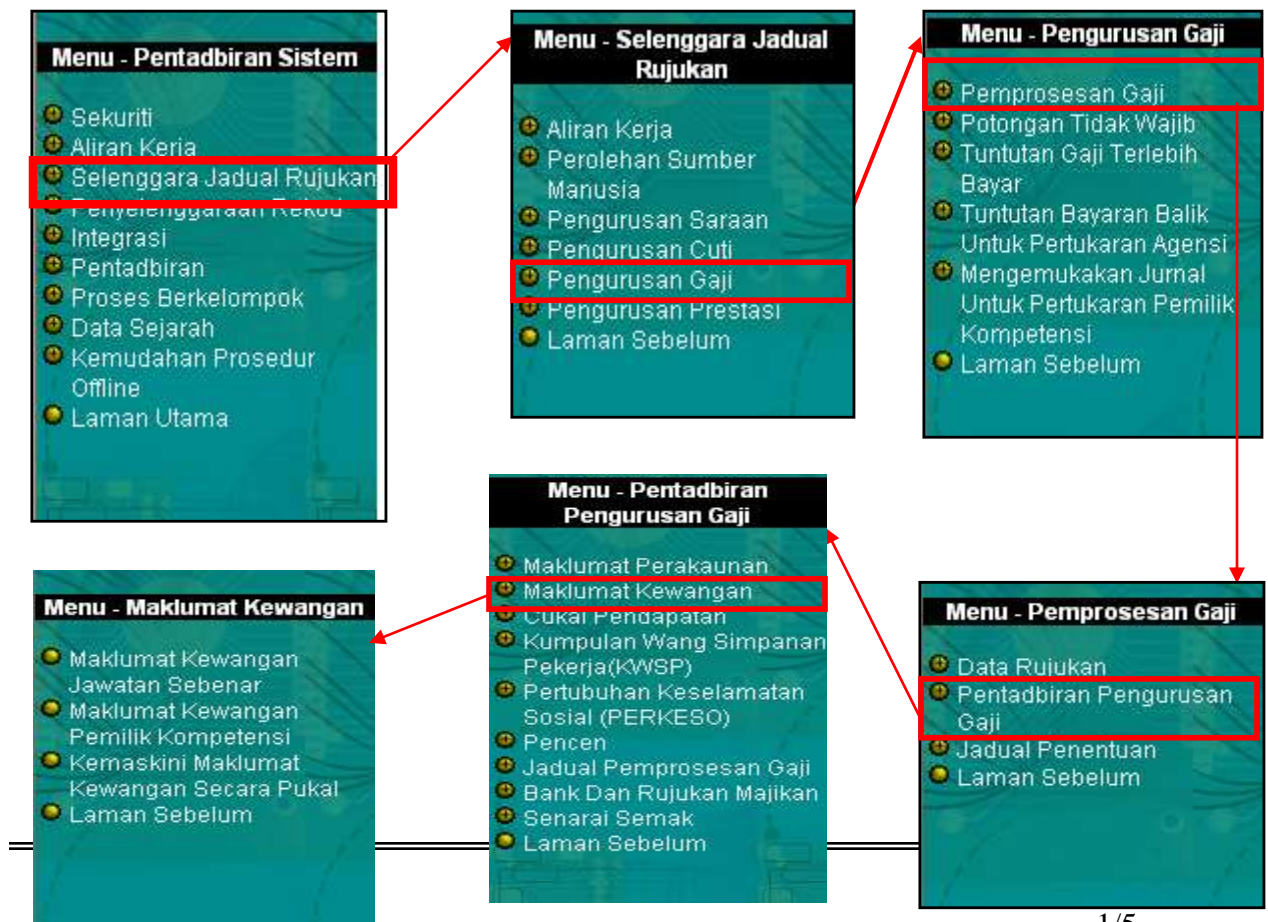 Menu - Pentadbiran Sistem
Sekuriti
Aliran Kerja
Selenggara Jadual Rujukan
Penyelenggaraan Rekod
Integrasi
Pentadbiran
Proses Berkelompok
Data Sejarah
Kemudahan Prosedur
Offline
Laman Utama
Menu - Selenggara Jadual
Rujukan
Aliran Kerja
Perolehan Sumber
Manusia
Pengurusan Saraan
Pengurusan Cuti
Pengurusan Gaji
Pengurusan Prestasi
Laman Sebelum
Menu - Pengurusan Gaji
Pemprosesan Gaji
Potongan Tidak Wajib
Tuntutan Gaji Terlebih
Bayar
Tuntutan Bayaran Balik
Untuk Pertukaran Agensi
Mengemukakan Jurnal
Untuk Pertukaran Pemilik
Kompetensi
Laman Sebelum
Menu - Maklumat Kewangan
Maklumat Kewangan
Jawatan Sebenar
Maklumat Kewangan
Pemilik Kompetensi
Kemaskini Maklumat
Kewangan Secara Pukal
Laman Sebelum
Menu - Pentadbiran
Pengurusan Gaji
Maklumat Perakaunan
Maklumat Kewangan
Cukai Pendapatan
Kumpulan Wang Simpanan
Pekerja(KWSP)
Pertubuhan Keselamatan
Sosial (PERKESO)
Pencen
Jadual Pemprosesan Gaji
Bank Dan Rujukan Majikan
Senarai Semak
Laman Sebelum
Menu - Pemprosesan Gaji
Data Rujukan
Pentadbiran Pengurusan
Gaji
Jadual Penentuan
Laman Sebelum
1/5